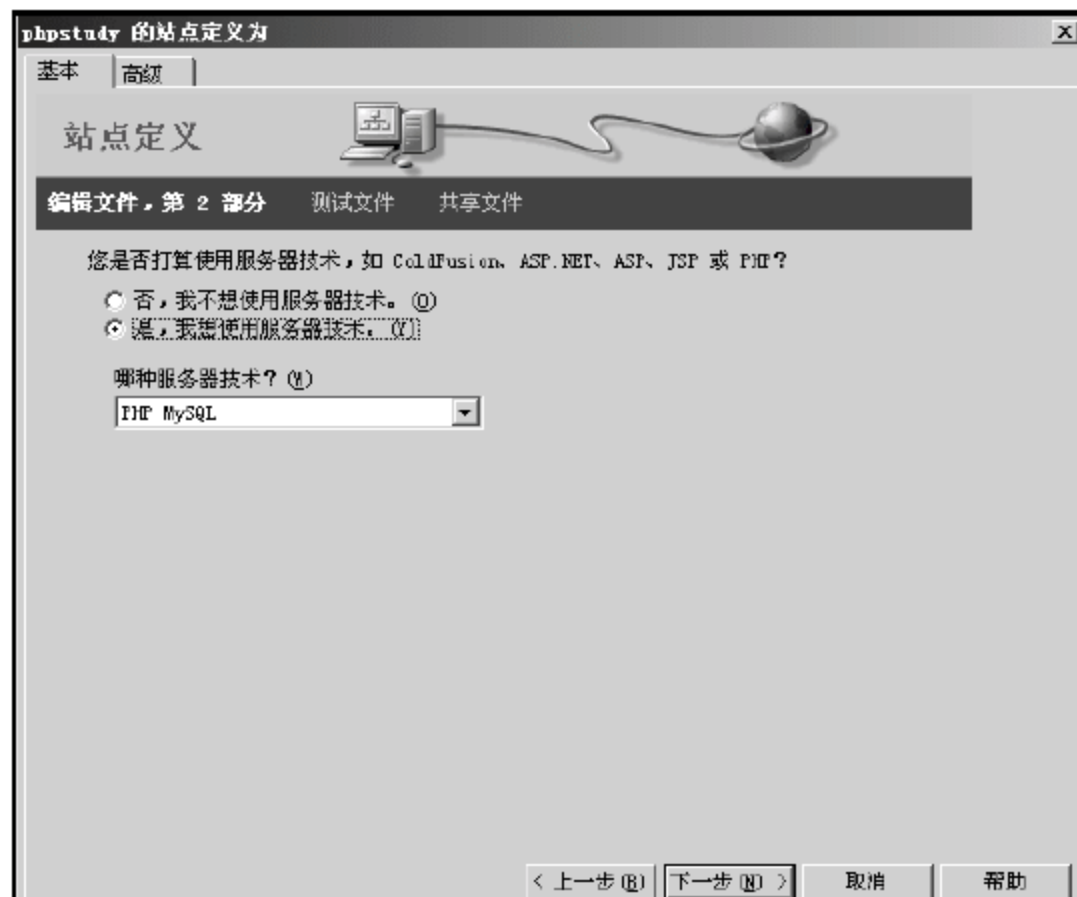 phpstudy 的站点定义为
基本 高级
站点定义
编辑文件，第 2 部分 测试文件 共享文件
您是否打算使用服务器技术，如 ColdFusion、ASP.NET、ASP、JSP 或 PHP？
否，我不想使用服务器技术。(O)
是，我想使用服务器技术。(Y)
哪种服务器技术？(W)
PHP MySQL
< 上一步(B) 下一步(N) > 取消 帮助